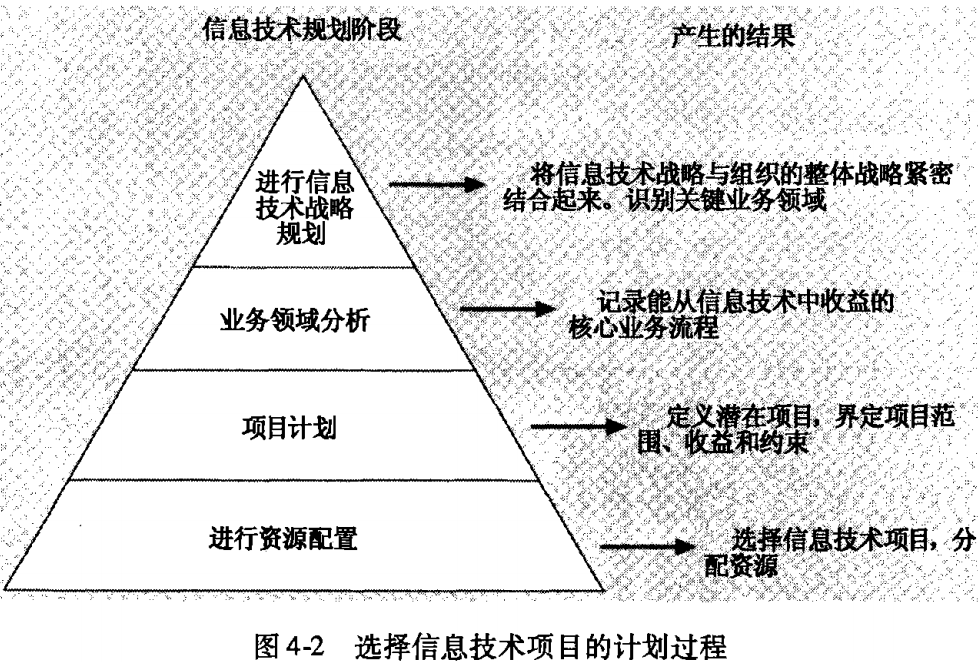 信息技术规划阶段
产生的结果
进行信息
技术战略
规划
将信息技术战略与组织的整体战略紧密
结合起来。识别关键业务领域
业务领域分析
记录能从信息技术中收益的
核心业务流程
项目计划
定义潜在项目，界定项目范
围、收益和约束
进行资源配置
选择信息技术项目，分
配资源
图 4-2 选择信息技术项目的计划过程